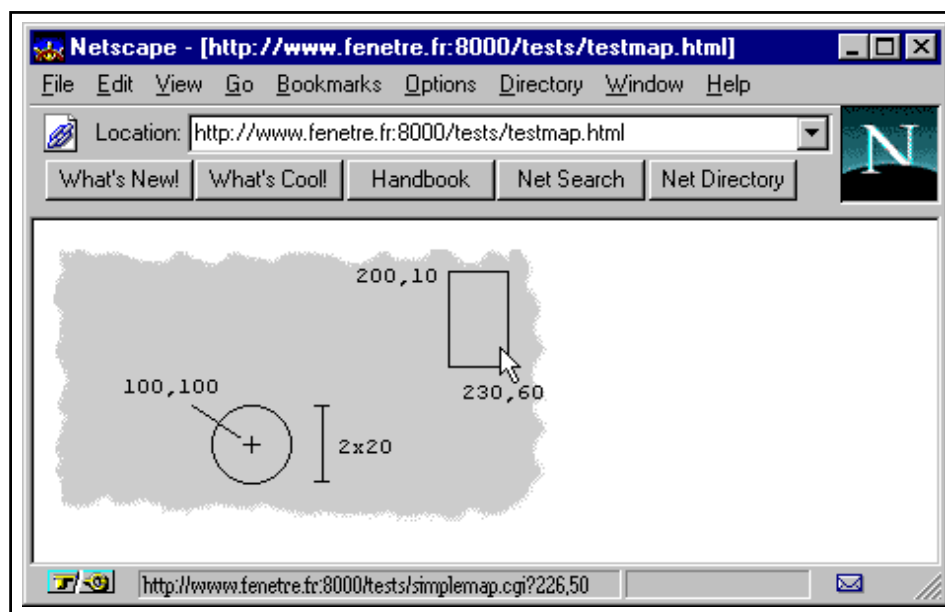 Netscape - [http://www.fenetre.fr:8000/tests/testmap.html]
File Edit View Go Bookmarks Options Directory Window Help
Location: http://www.fenetre.fr:8000/tests/testmap.html
N
What's New! What's Cool! Handbook Net Search Net Directory
200,10
230,60
100,100
2x20
http://www.fenetre.fr:8000/tests/simplemap.cgi?226,50